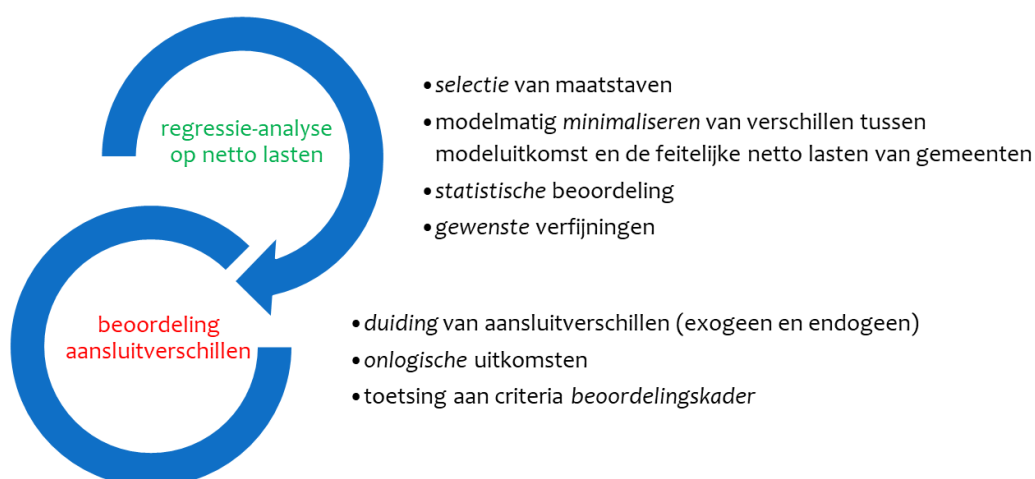 regressie-analyse
op netto lasten
•selectie van maatstaven
•modelmatig minimaliseren van verschillen tussen
modeluitkomst en de feitelijke netto lasten van gemeenten
•statistische beoordeling
•gewenste verfijningen
beoordeling
aansluitverschillen
•duiding van aansluitverschillen (exogeen en endogeen)
•onlogische uitkomsten
•toetsing aan criteria beoordelingskader